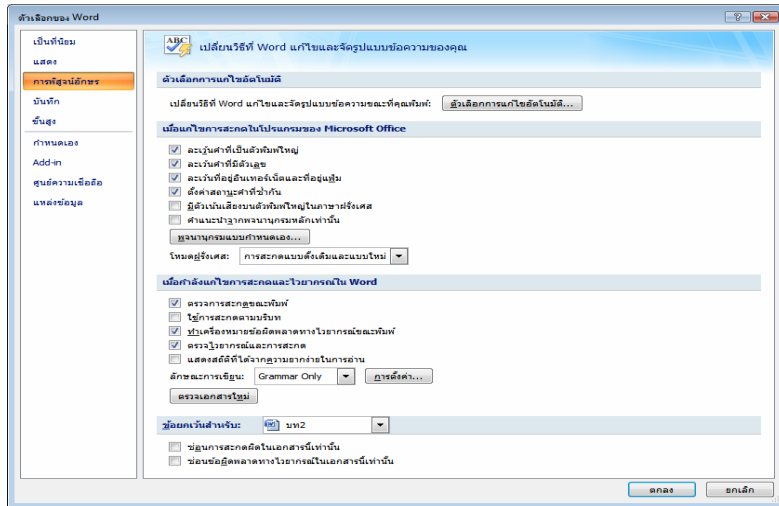 ตัวเลือกของ Word
เป็นที่นิยม
แสดง
การพิสูจน์อักษร
บันทึก
ขั้นสูง
กำหนดเอง
Add-in
ศูนย์ความเชื่อถือ
แหล่งข้อมูล
ABC เปลี่ยนวิธีที่ Word แก้ไขและจัดรูปแบบข้อความของคุณ
ตัวเลือกการแก้ไขอัตโนมัติ
เปลี่ยนวิธีที่ Word แก้ไขและจัดรูปแบบข้อความขณะที่คุณพิมพ์: ตัวเลือกการแก้ไขอัตโนมัติ...
เมื่อแก้ไขการสะกดในโปรแกรมของ Microsoft Office
ละเว้นคำที่เป็นตัวพิมพ์ใหญ่
ละเว้นคำที่มีตัวเลข
ละเว้นที่อยู่อินเทอร์เน็ตและที่อยู่แฟ้ม
ตั้งค่าสถานะคำที่ซ้ำกัน
มีตัวเน้นเสียงบนตัวพิมพ์ใหญ่ในภาษาฝรั่งเศส
คำแนะนำจากพจนานุกรมหลักเท่านั้น
พจนานุกรมแบบกำหนดเอง...
โหมดฝรั่งเศส: การสะกดแบบดั้งเดิมและแบบใหม่
เมื่อกำลังแก้ไขการสะกดและไวยากรณ์ใน Word
ตรวจการสะกดขณะพิมพ์
ใช้การสะกดตามบริบท
ทำเครื่องหมายข้อผิดพลาดทางไวยากรณ์ขณะพิมพ์
ตรวจไวยากรณ์และการสะกด
แสดงสถิติที่ได้จากความยากง่ายในการอ่าน
ลักษณะการเขียน: Grammar Only การตั้งค่า...
ตรวจเอกสารใหม่
ข้อยกเว้นสำหรับ: บท2
ซ่อนการสะกดผิดในเอกสารนี้เท่านั้น
ซ่อนข้อผิดพลาดทางไวยากรณ์ในเอกสารนี้เท่านั้น
ตกลง ยกเลิก